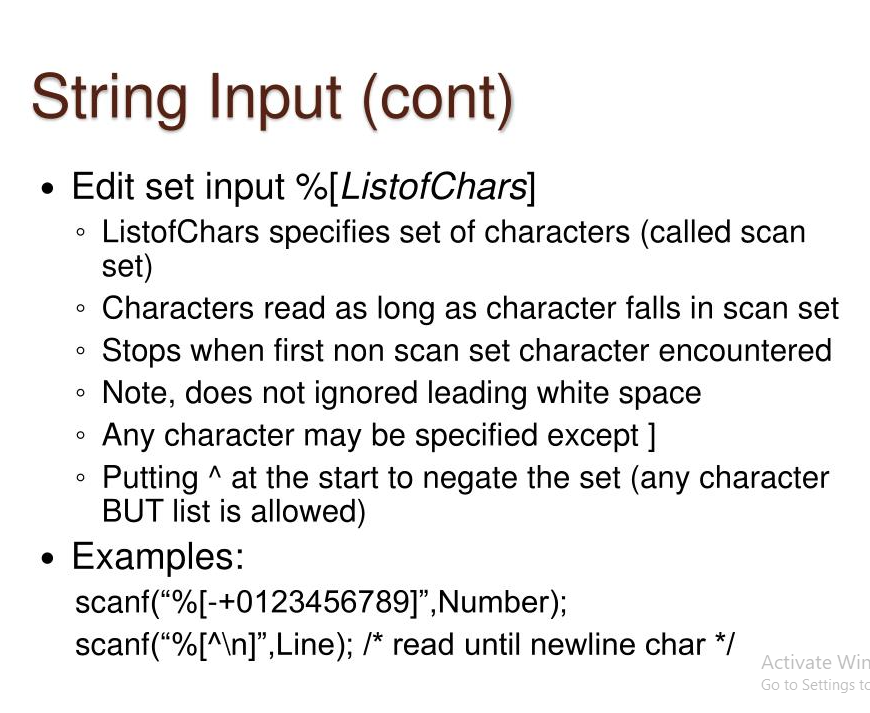 String Input (cont)
• Edit set input %[ListofChars]
◦ ListofChars specifies set of characters (called scan
set)
◦ Characters read as long as character falls in scan set
◦ Stops when first non scan set character encountered
◦ Note, does not ignored leading white space
◦ Any character may be specified except ]
◦ Putting ^ at the start to negate the set (any character
BUT list is allowed)
• Examples:
scanf(“%[-+0123456789]”,Number);
scanf(“%[^\n]”,Line); /* read until newline char */
Activate Win
Go to Settings to